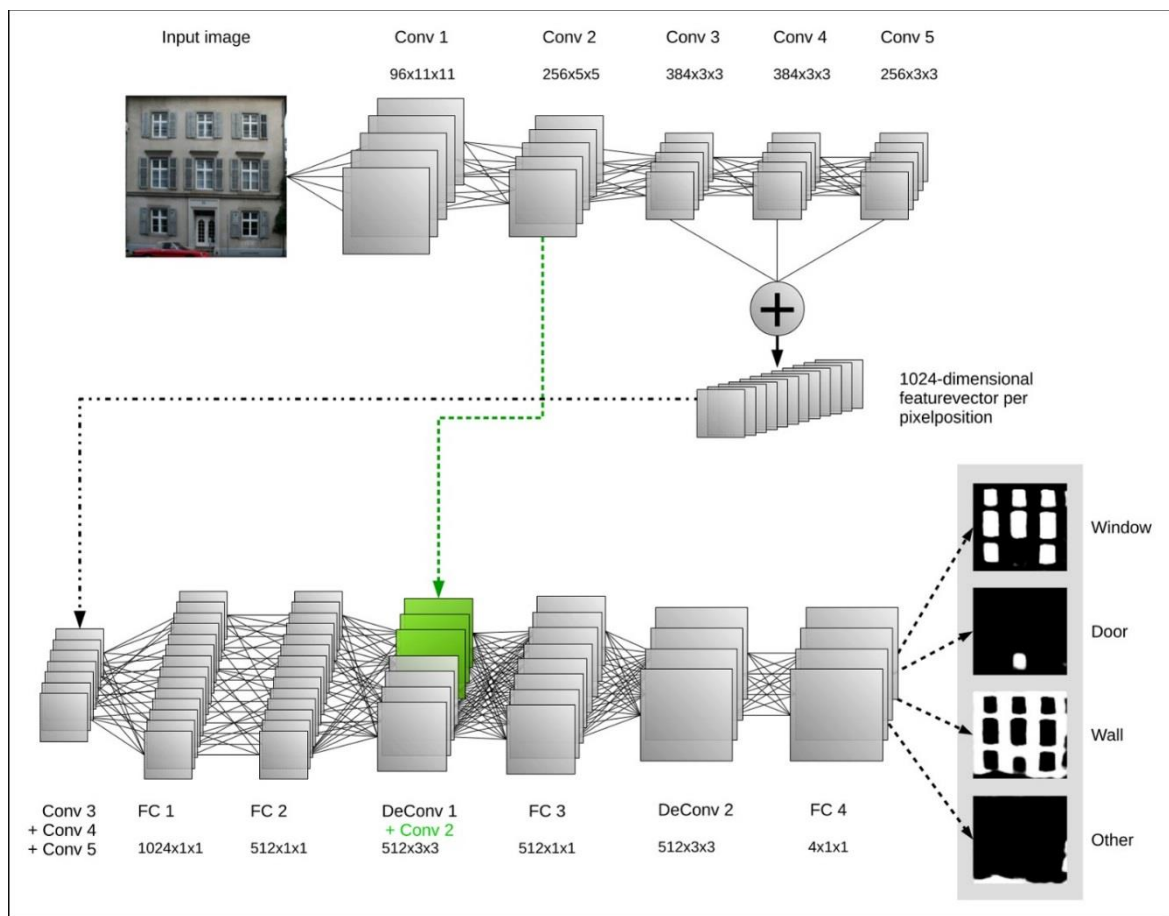 Input image
Conv 1
Conv 2
Conv 3
Conv 4
Conv 5
96x11x11
256x5x5
384x3x3
384x3x3
256x3x3
1024-dimensional
featurevector per
pixelposition
Window
Door
Wall
Other
Conv 3
+ Conv 4
+ Conv 5
FC 1
1024x1x1
FC 2
512x1x1
DeConv 1
+ Conv 2
512x3x3
FC 3
512x1x1
DeConv 2
512x3x3
FC 4
4x1x1